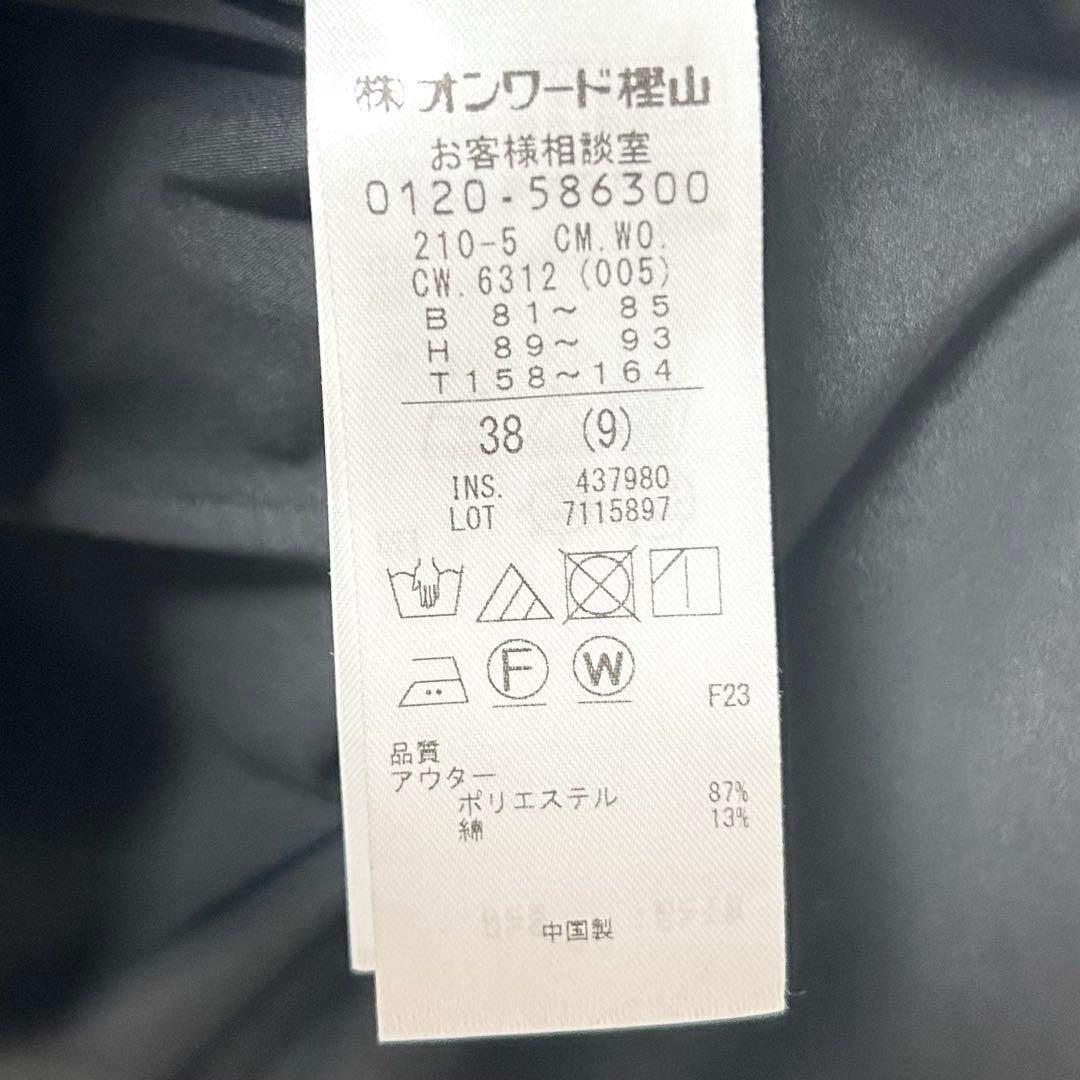 ㈱オンワード樫山
お客様相談室
0120-586300
210-5 CM.WO.
CW.6312 (005)
B 81~ 85
H 89~ 93
T158~164
38 (9)
INS. 437980
LOT 7115897
F
W
F23
品質
アウター
ポリエステル 87%
綿 13%
中国製